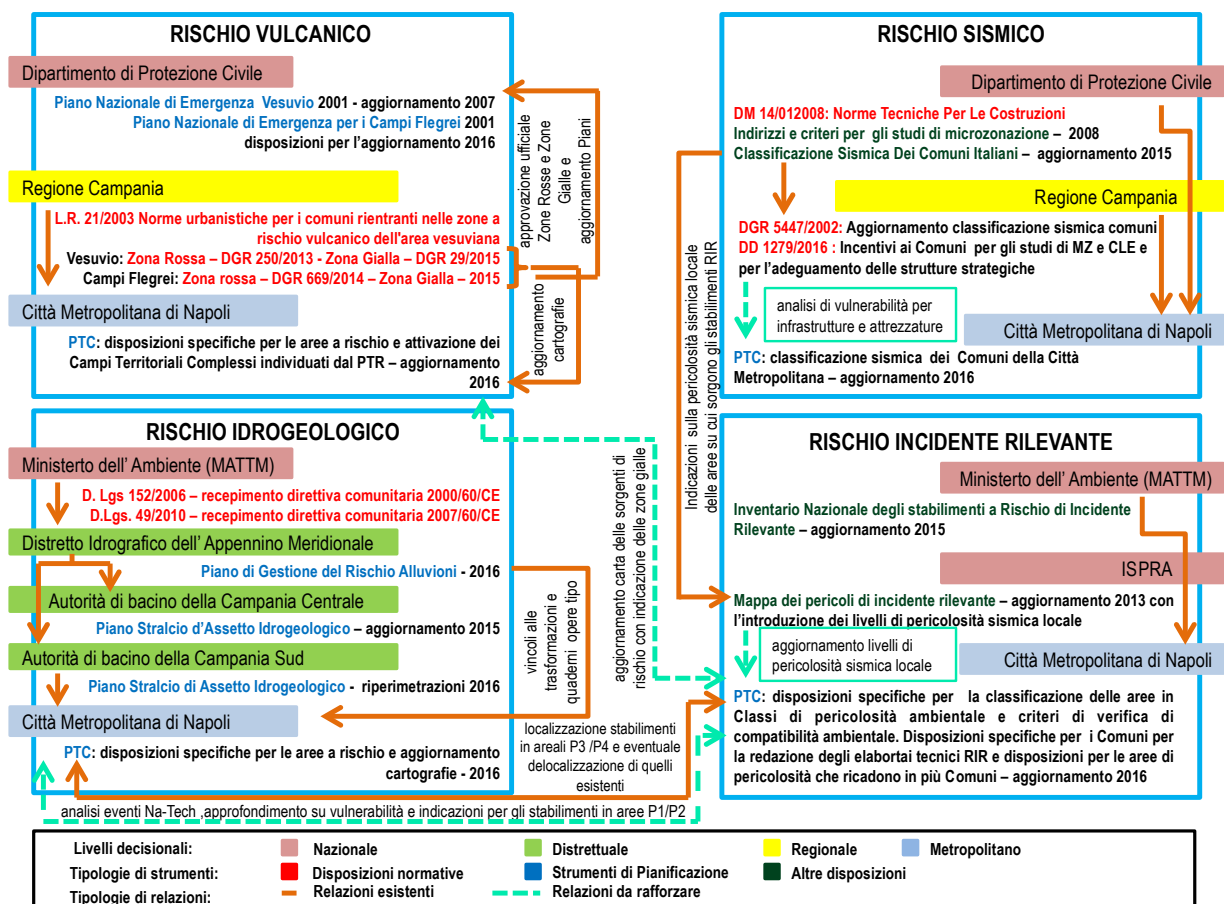 RISCHIO VULCANICO
Dipartimento di Protezione Civile
Piano Nazionale di Emergenza Vesuvio 2001 - aggiornamento 2007
Piano Nazionale di Emergenza per i Campi Flegrei 2001
disposizioni per l'aggiornamento 2016
Regione Campania
L.R. 21/2003 Norme urbanistiche per i comuni rientranti nelle zone a
rischio vulcanico dell'area vesuviana
Vesuvio: Zona Rossa – DGR 250/2013 - Zona Gialla – DGR 29/2015
Campi Flegrei: Zona rossa – DGR 669/2014 – Zona Gialla – 2015
Città Metropolitana di Napoli
PTC: disposizioni specifiche per le aree a rischio e attivazione dei
Campi Territoriali Complessi individuati dal PTR – aggiornamento
2016
approvazione ufficiale
Zone Rosse e Zone
Gialle e
aggiornamento Piani
aggiornamento
cartografie
RISCHIO SISMICO
Dipartimento di Protezione Civile
DM 14/012008: Norme Tecniche Per Le Costruzioni
Indirizzi e criteri per gli studi di microzonazione – 2008
Classificazione Sismica Dei Comuni Italiani – aggiornamento 2015
Regione Campania
DGR 5447/2002: Aggiornamento classificazione sismica comuni
DD 1279/2016 : Incentivi ai Comuni per gli studi di MZ e CLE e
per l'adeguamento delle strutture strategiche
analisi di vulnerabilità per
infrastrutture e attrezzature
Città Metropolitana di Napoli
PTC: classificazione sismica dei Comuni della Città
Metropolitana – aggiornamento 2016
Indicazioni sulla pericolosità sismica locale
delle aree su cui sorgono gli stabilimenti RIR
RISCHIO IDROGEOLOGICO
Ministerto dell' Ambiente (MATTM)
D. Lgs 152/2006 – recepimento direttiva comunitaria 2000/60/CE
D.Lgs. 49/2010 – recepimento direttiva comunitaria 2007/60/CE
Distretto Idrografico dell' Appennino Meridionale
Piano di Gestione del Rischio Alluvioni - 2016
Autorità di bacino della Campania Centrale
Piano Stralcio d'Assetto Idrogeologico – aggiornamento 2015
Autorità di bacino della Campania Sud
Piano Stralcio di Assetto Idrogeologico - riperimetrazioni 2016
Città Metropolitana di Napoli
PTC: disposizioni specifiche per le aree a rischio e aggiornamento
cartografie - 2016
vincoli alle
trasformazioni e
quaderni opere tipo
aggiornamento carta delle sorgenti di
rischio con indicazione delle zone gialle
localizzazione stabilimenti
in areali P3 /P4 e eventuale
delocalizzazione di quelli
esistenti
analisi eventi Na-Tech ,approfondimento su vulnerabilità e indicazioni per gli stabilimenti in aree P1/P2
RISCHIO INCIDENTE RILEVANTE
Ministerto dell' Ambiente (MATTM)
Inventario Nazionale degli stabilimenti a Rischio di Incidente
Rilevante – aggiornamento 2015
ISPRA
Mappa dei pericoli di incidente rilevante – aggiornamento 2013 con
l'introduzione dei livelli di pericolosità sismica locale
aggiornamento livelli di
pericolosità sismica locale
Città Metropolitana di Napoli
PTC: disposizioni specifiche per la classificazione delle aree in
Classi di pericolosità ambientale e criteri di verifica di
compatibilità ambientale. Disposizioni specifiche per i Comuni per
la redazione degli elabortai tecnici RIR e disposizioni per le aree di
pericolosità che ricadono in più Comuni – aggiornamento 2016
Livelli decisionali: Nazionale Distrettuale Regionale Metropolitano
Tipologie di strumenti: Disposizioni normative Strumenti di Pianificazione Altre disposizioni
Tipologie di relazioni: Relazioni esistenti Relazioni da rafforzare